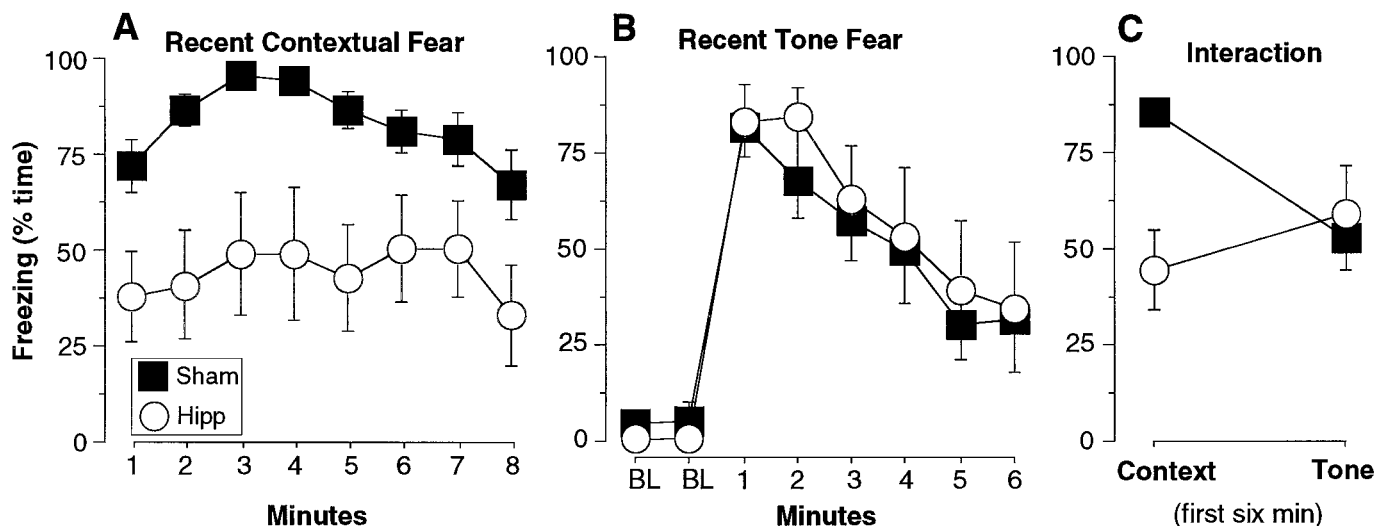 A
Recent Contextual Fear
Freezing (% time)
100
75
50
25
0
Sham
Hipp
1 2 3 4 5 6 7 8
Minutes
B
Recent Tone Fear
100
75
50
25
0
BL BL 1 2 3 4 5 6
Minutes
C
Interaction
100
75
50
25
0
Context Tone
(first six min)